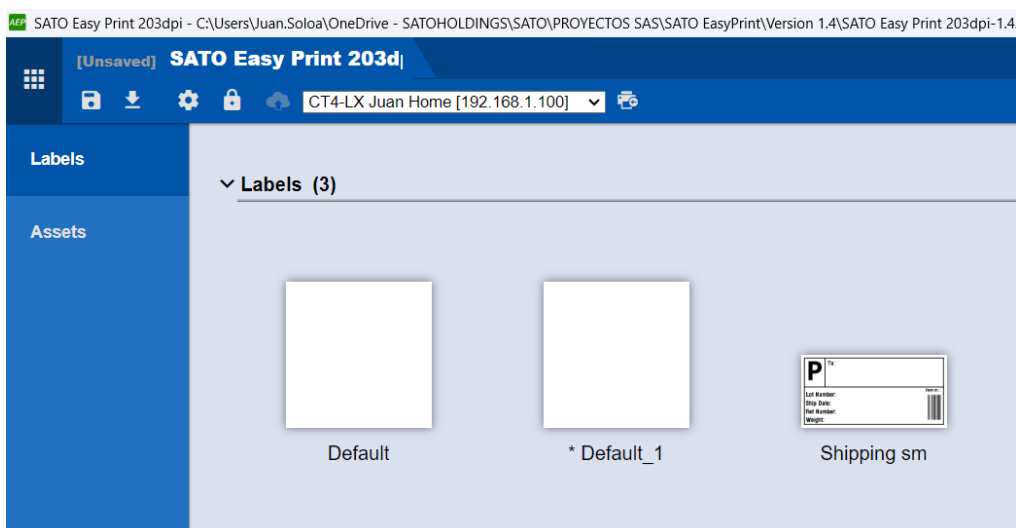 AEP SATO Easy Print 203dpi - C:\Users\Juan.Soloa\OneDrive - SATOHOLDINGS\SATO\PROYECTOS SAS\SATO EasyPrint\Version 1.4\SATO Easy Print 203dpi-1.4
[Unsaved] SATO Easy Print 203d
CT4-LX Juan Home [192.168.1.100]
Labels
Labels (3)
Assets
P
To:
Lot Number:
Ship Date:
Ref Number:
Weight:
Default
* Default_1
Shipping sm